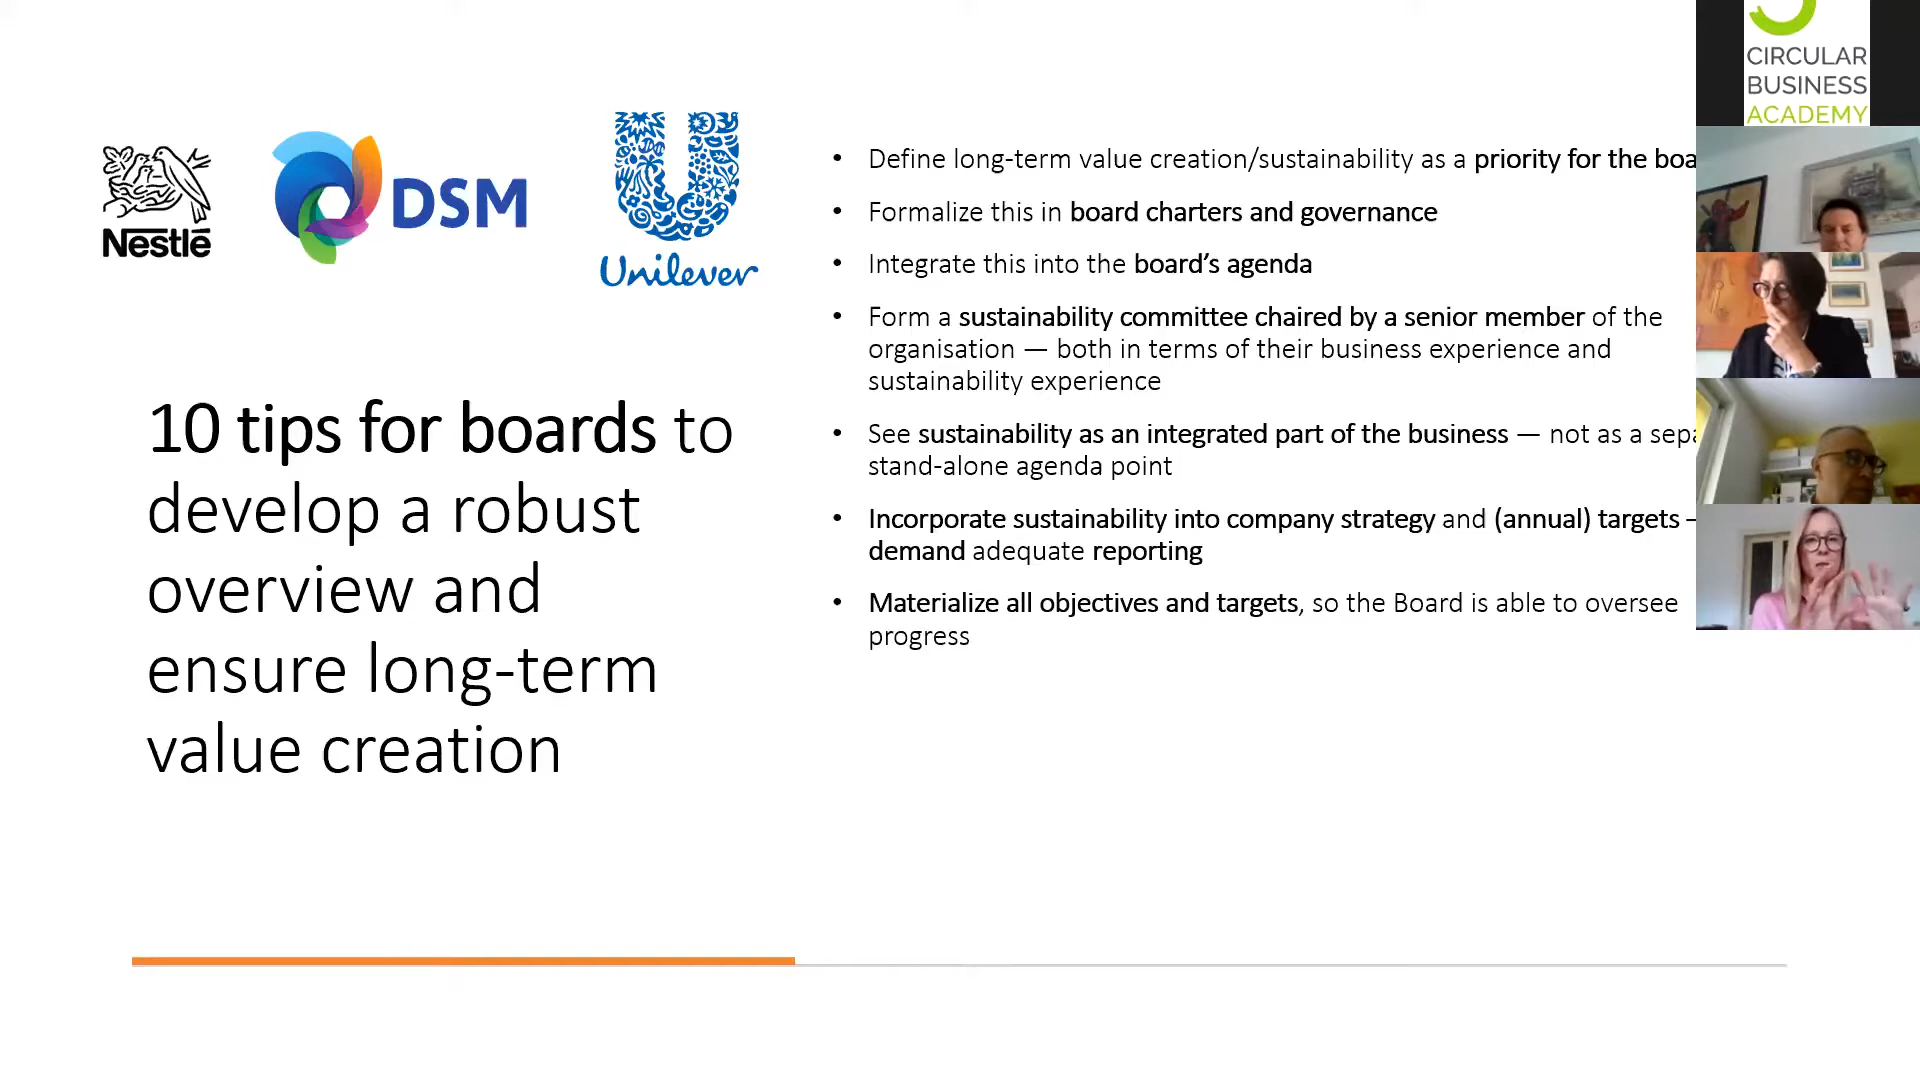 Nestlé
DSM
Unilever
10 tips for boards to
develop a robust
overview and
ensure long-term
value creation
• Define long-term value creation/sustainability as a priority for the
• Formalize this in board charters and governance
• Integrate this into the board’s agenda
• Form a sustainability committee chaired by a senior member of the
organisation — both in terms of their business experience and
sustainability experience
• See sustainability as an integrated part of the business — not as a
stand-alone agenda point
• Incorporate sustainability into company strategy and (annual) targets –
demand adequate reporting
• Materialize all objectives and targets, so the Board is able to oversee
progress
CIRCULAR
BUSINESS
ACADEMY